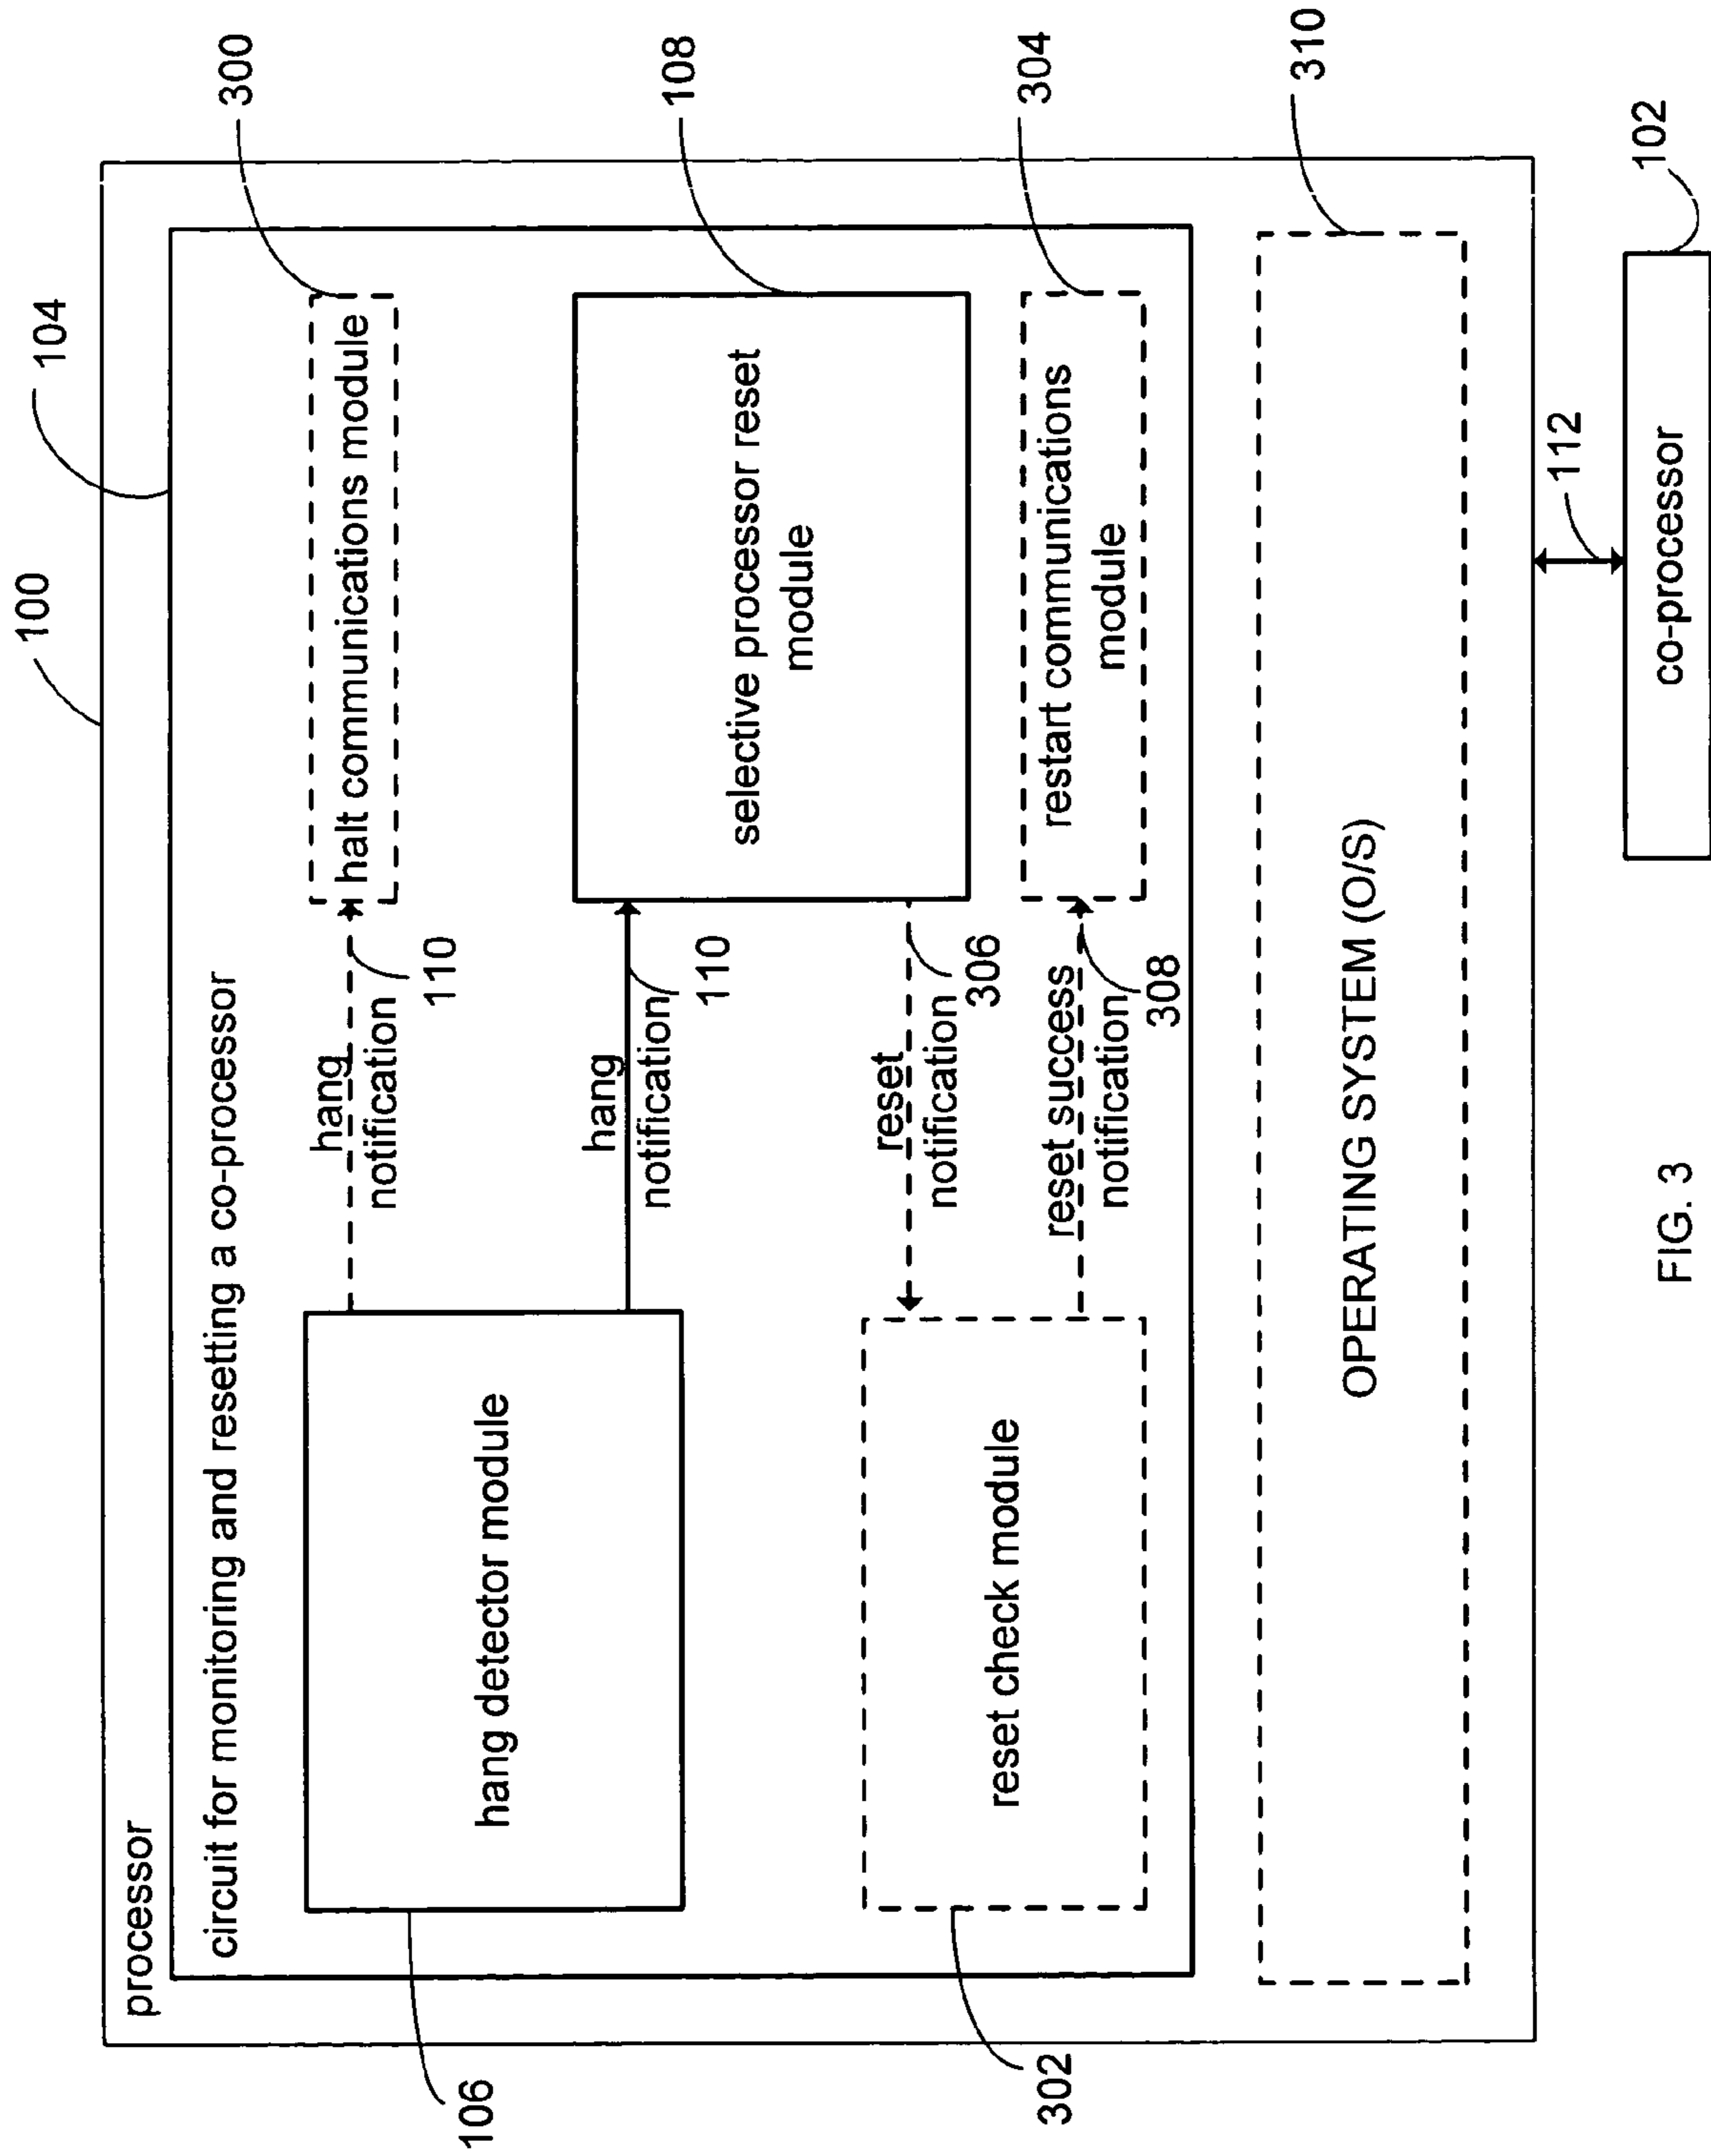 100
104
processor
circuit for monitoring and resetting a co-processor
300
hang
notification
110
halt communications module
106
hang detector module
hang
notification
110
selective processor reset
module
108
reset
notification
306
302
reset check module
reset success
notification
308
restart communications
module
304
OPERATING SYSTEM (O/S)
310
112
co-processor
102
FIG. 3